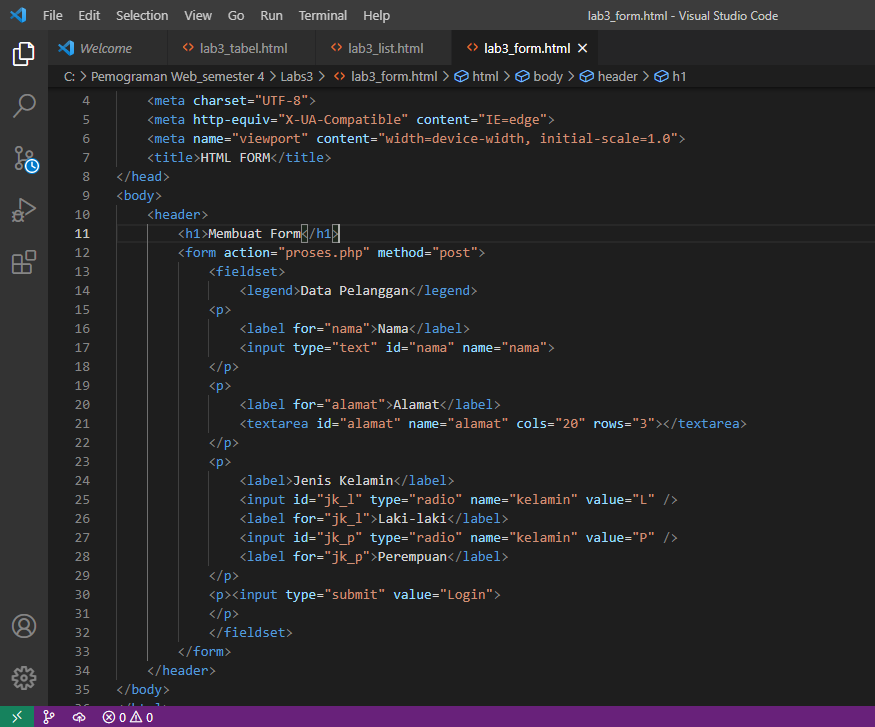 File Edit Selection View Go Run Terminal Help lab3_form.html - Visual Studio Code
Welcome lab3_tabel.html lab3_list.html lab3_form.html
C: > Pemograman Web_semester 4 > Labs3 > lab3_form.html > html > body > header > h1
4 <meta charset="UTF-8">
5 <meta http-equiv="X-UA-Compatible" content="IE=edge">
6 <meta name="viewport" content="width=device-width, initial-scale=1.0">
7 <title>HTML FORM</title>
8 </head>
9 <body>
10 <header>
11 <h1>Membuat Form</h1>
12 <form action="proses.php" method="post">
13 <fieldset>
14 <legend>Data Pelanggan</legend>
15 <p>
16 <label for="nama">Nama</label>
17 <input type="text" id="nama" name="nama">
18 </p>
19 <p>
20 <label for="alamat">Alamat</label>
21 <textarea id="alamat" name="alamat" cols="20" rows="3"></textarea>
22 </p>
23 <p>
24 <label>Jenis Kelamin</label>
25 <input id="jk_l" type="radio" name="kelamin" value="L" />
26 <label for="jk_l">Laki-laki</label>
27 <input id="jk_p" type="radio" name="kelamin" value="P" />
28 <label for="jk_p">Perempuan</label>
29 </p>
30 <p><input type="submit" value="Login">
31 </p>
32 </fieldset>
33 </form>
34 </header>
35 </body>
0 0